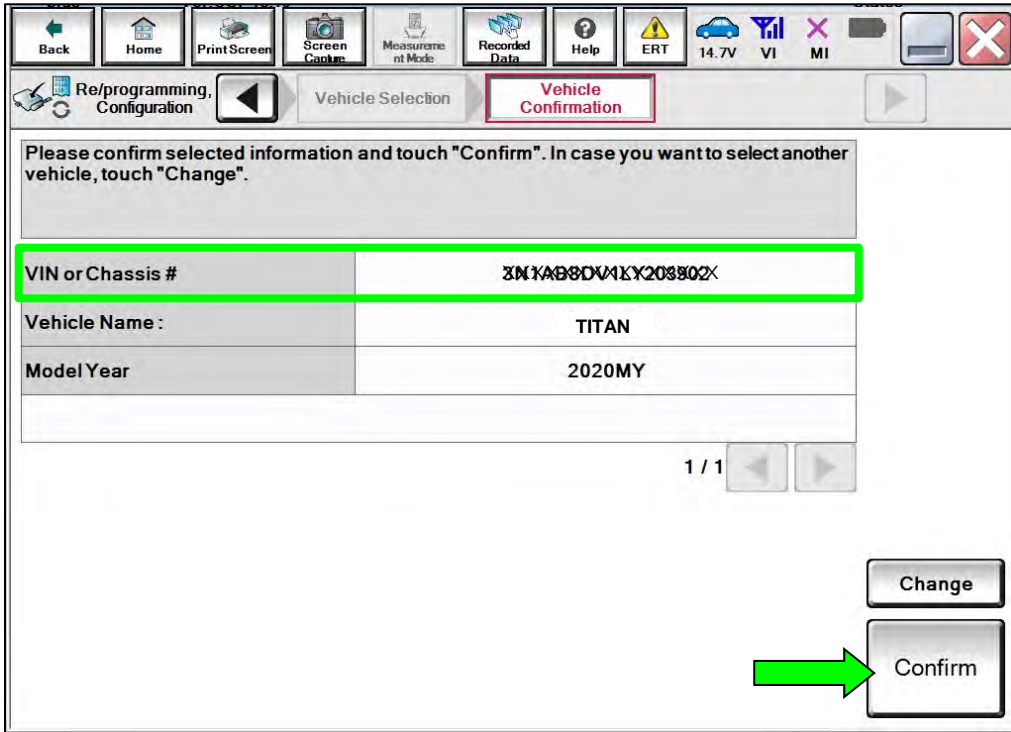 Back
Home
Print Screen
Screen Capture
Measureme nt Mode
Recorded Data
Help
ERT
14.7V
VI
MI
Re/programming,
Configuration
Vehicle Selection
Vehicle
Confirmation
Please confirm selected information and touch "Confirm". In case you want to select another
vehicle, touch "Change".
VIN or Chassis #
Vehicle Name :
TITAN
Model Year
2020MY
1 / 1
Change
Confirm